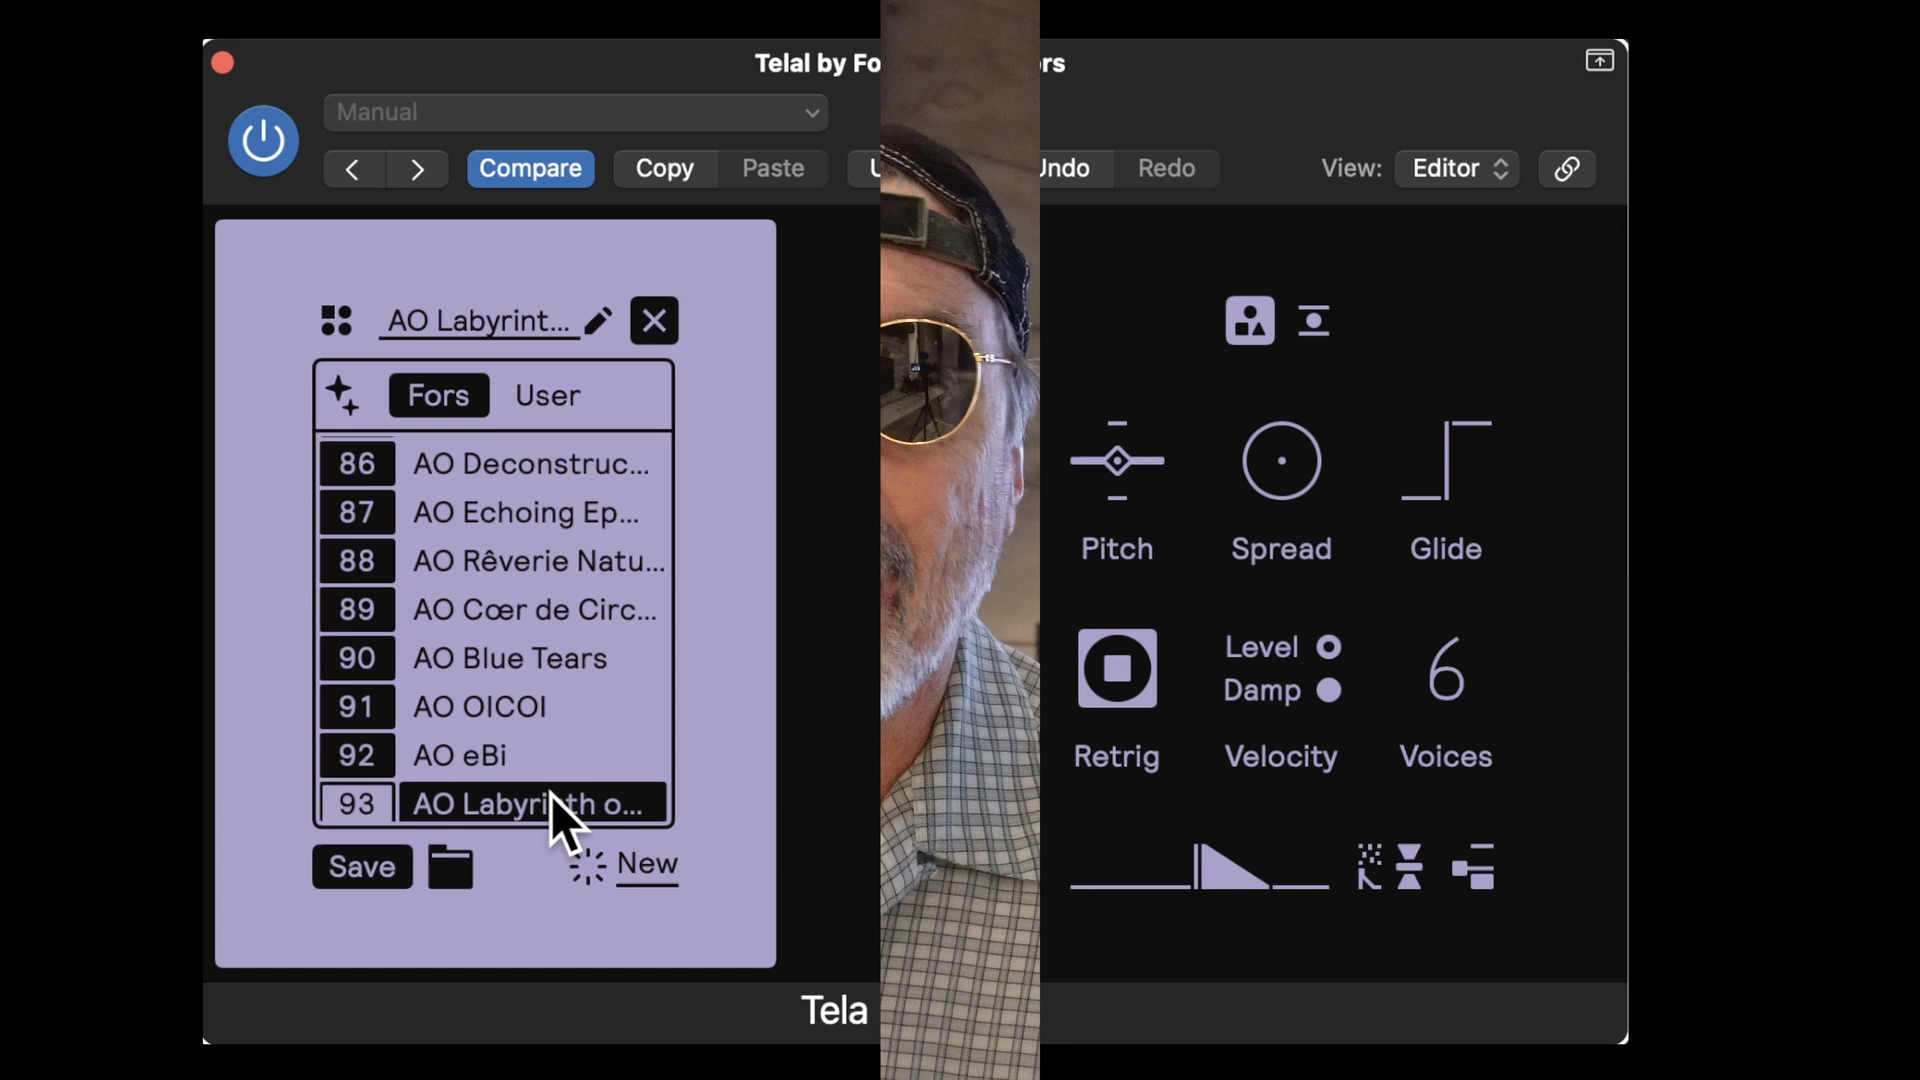 Telal by Fo rs
Manual
Compare Copy Paste U Undo Redo View: Editor
AO Labyrint...
Fors User
86 AO Deconstruc...
87 AO Echoing Ep...
88 AO Rêverie Natu...
89 AO Cœr de Circ...
90 AO Blue Tears
91 AO OICOI
92 AO eBi
93 AO Labyrinth o...
Save New
Pitch Spread Glide
Level
Damp
6
Retrig Velocity Voices
Tela